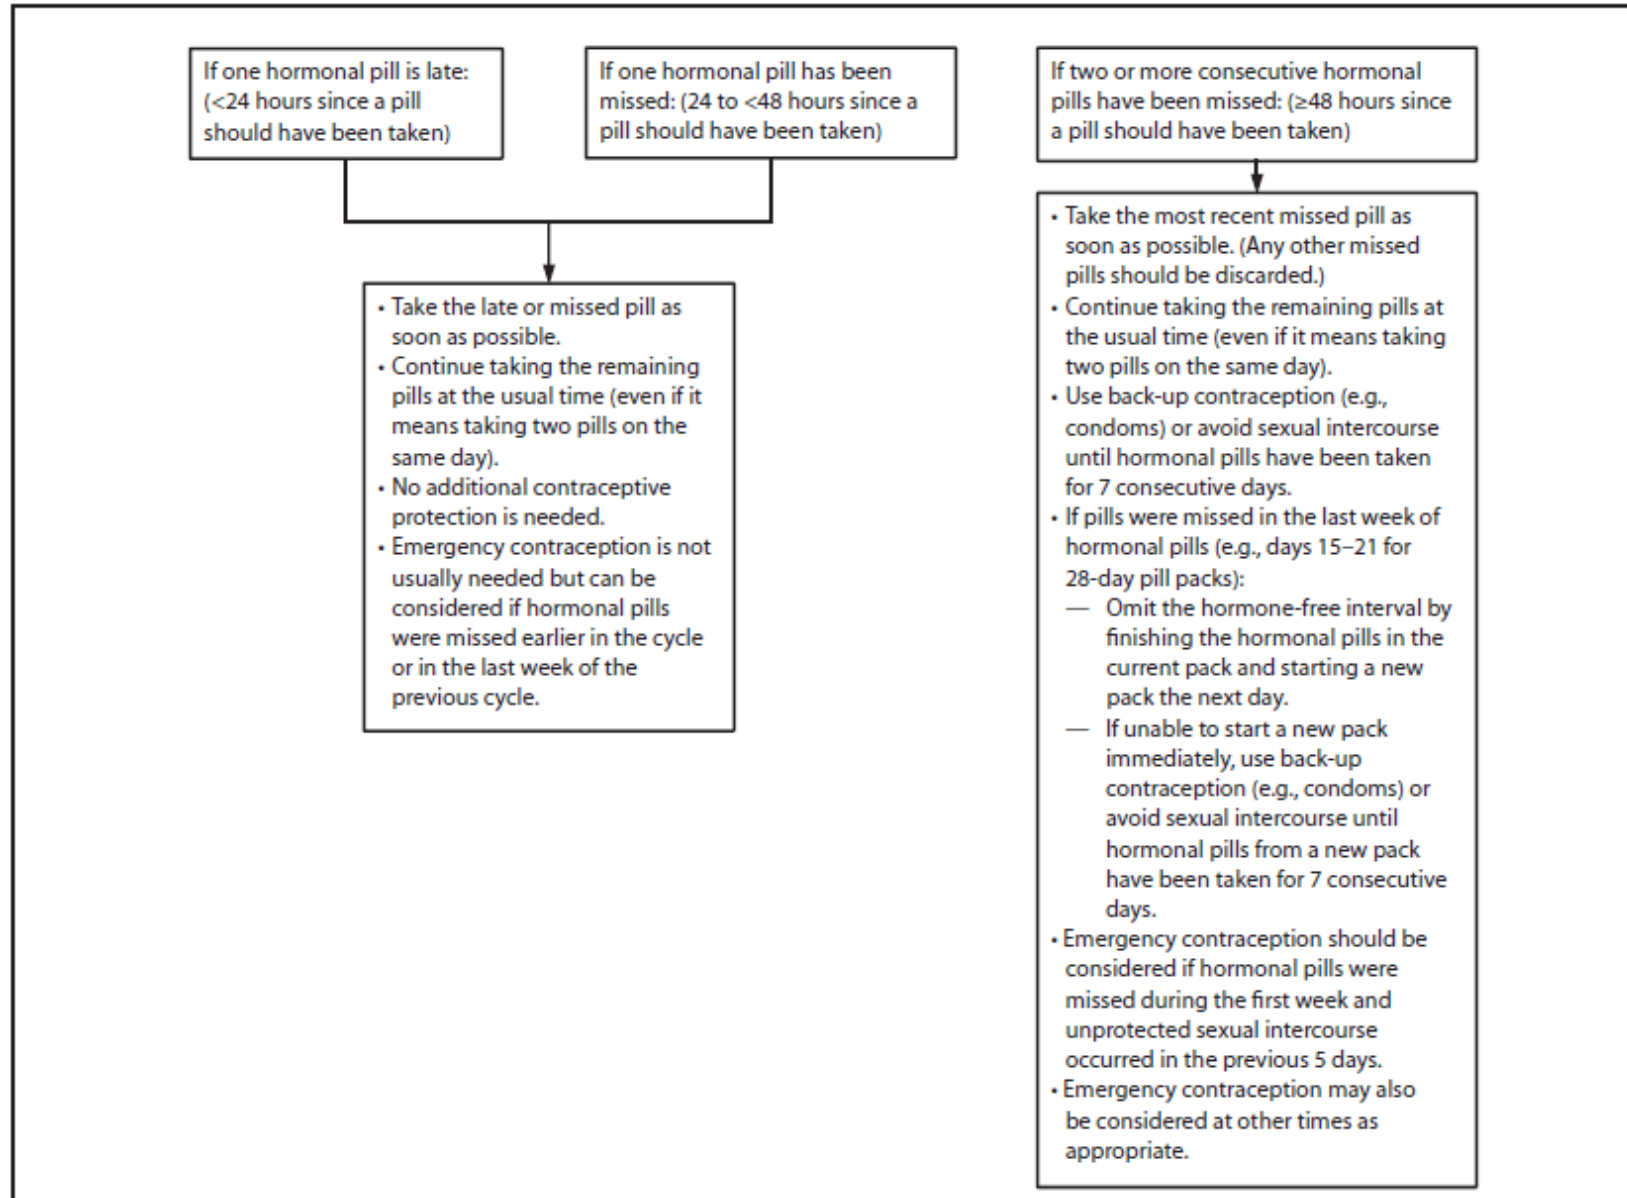 If one hormonal pill is late:
(<24 hours since a pill
should have been taken)
If one hormonal pill has been
missed: (24 to <48 hours since a
pill should have been taken)
If two or more consecutive hormonal
pills have been missed: (≥48 hours since
a pill should have been taken)
• Take the late or missed pill as
soon as possible.
• Continue taking the remaining
pills at the usual time (even if it
means taking two pills on the
same day).
• No additional contraceptive
protection is needed.
• Emergency contraception is not
usually needed but can be
considered if hormonal pills
were missed earlier in the cycle
or in the last week of the
previous cycle.
• Take the most recent missed pill as
soon as possible. (Any other missed
pills should be discarded.)
• Continue taking the remaining pills at
the usual time (even if it means taking
two pills on the same day).
• Use back-up contraception (e.g.,
condoms) or avoid sexual intercourse
until hormonal pills have been taken
for 7 consecutive days.
• If pills were missed in the last week of
hormonal pills (e.g., days 15–21 for
28-day pill packs):
— Omit the hormone-free interval by
finishing the hormonal pills in the
current pack and starting a new
pack the next day.
— If unable to start a new pack
immediately, use back-up
contraception (e.g., condoms) or
avoid sexual intercourse until
hormonal pills from a new pack
have been taken for 7 consecutive
days.
• Emergency contraception should be
considered if hormonal pills were
missed during the first week and
unprotected sexual intercourse
occurred in the previous 5 days.
• Emergency contraception may also
be considered at other times as
appropriate.